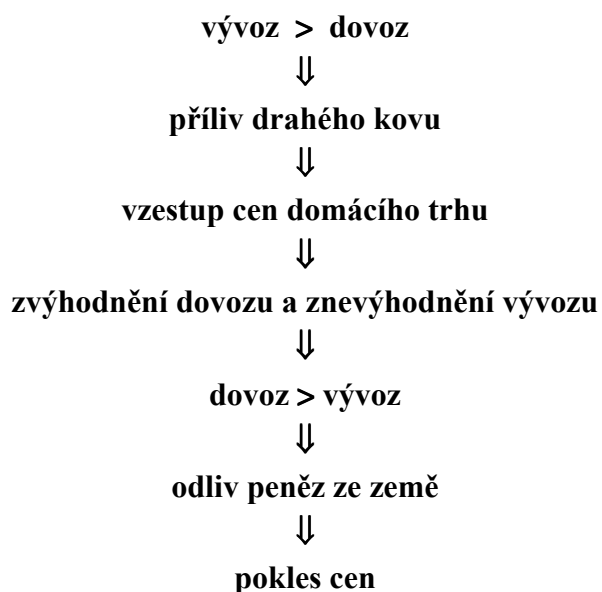 vývoz > dovoz
⇓
příliv drahého kovu
⇓
vzestup cen domácího trhu
⇓
zvýhodnění dovozu a znevýhodnění vývozu
⇓
dovoz > vývoz
⇓
odliv peněz ze země
⇓
pokles cen